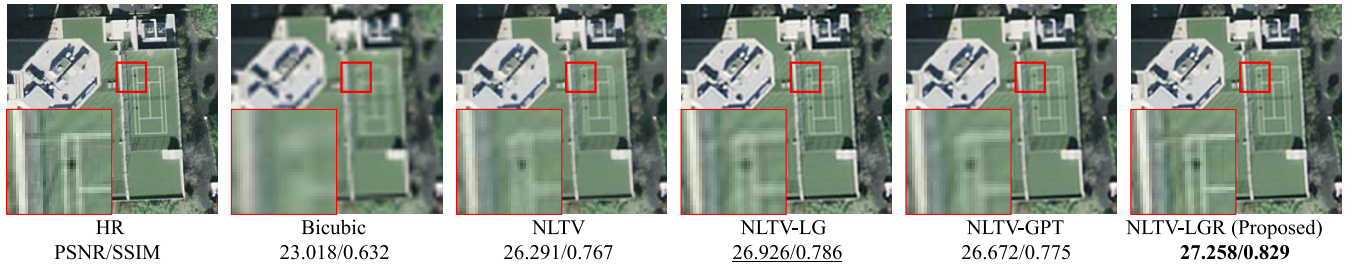 HR Bicubic NLTV NLTV-LG NLTV-GPT NLTV-LGR (Proposed)
PSNR/SSIM 23.018/0.632 26.291/0.767 26.926/0.786 26.672/0.775 27.258/0.829